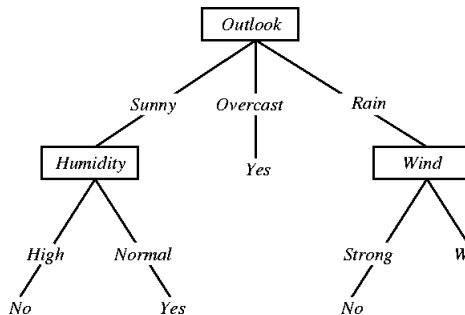 Outlook
Sunny Overcast Rain
Humidity Yes Wind
High Normal Strong W
No Yes No